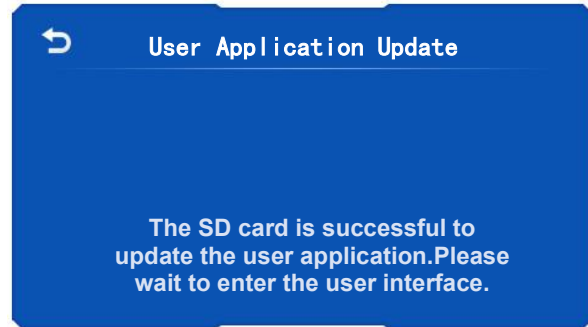 User Application Update
The SD card is successful to
update the user application.Please
wait to enter the user interface.